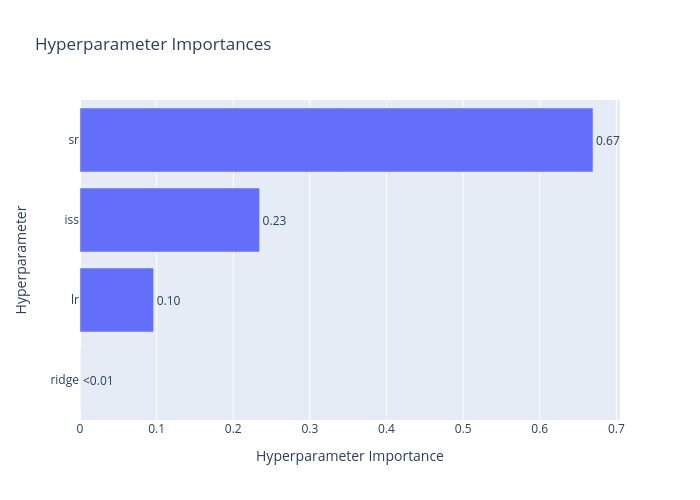 Hyperparameter Importances
Hyperparameter
sr
0.67
iss
0.23
lr
0.10
ridge
<0.01
0 0.1 0.2 0.3 0.4 0.5 0.6 0.7
Hyperparameter Importance